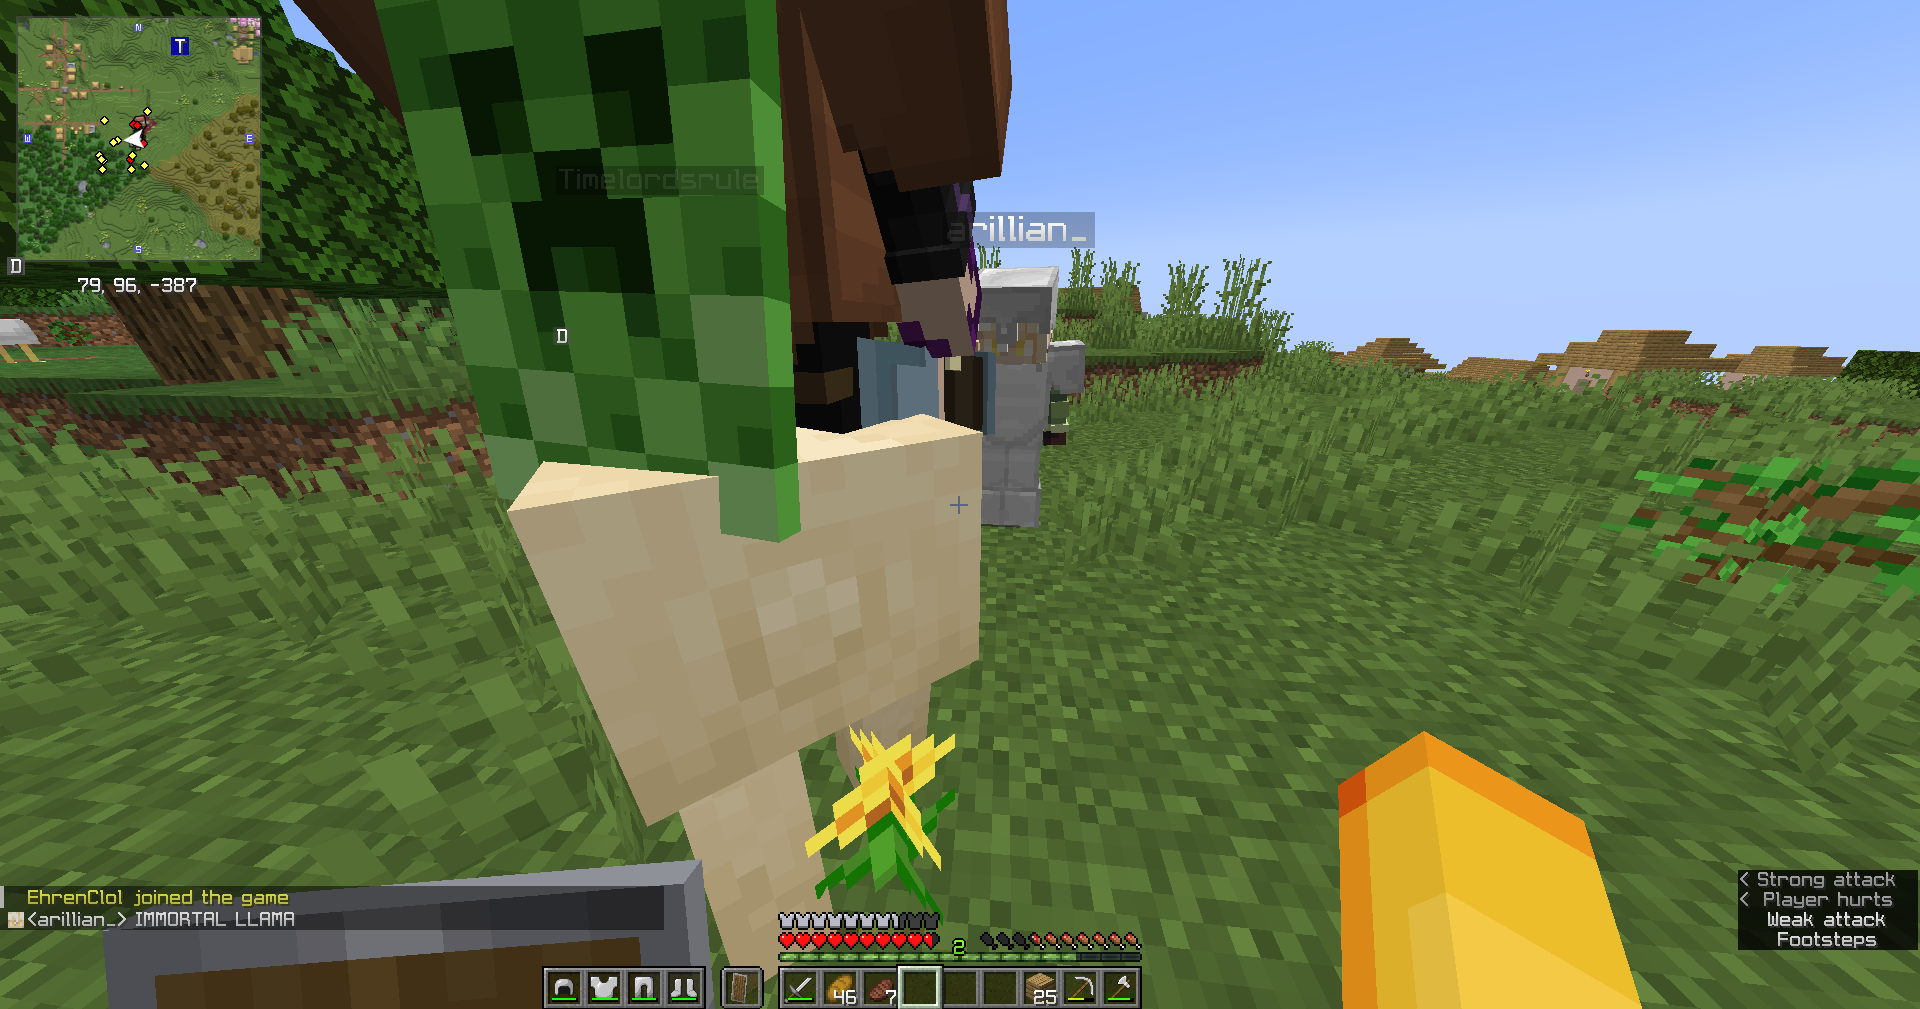 N
T
W
E
S
D
79, 96, -387
Timelordsrule
arillian_
D
EhrenClol joined the game
<arillian_> IMMORTAL LLAMA
< Strong attack
< Player hurts
Weak attack
Footsteps
2
46
7
25